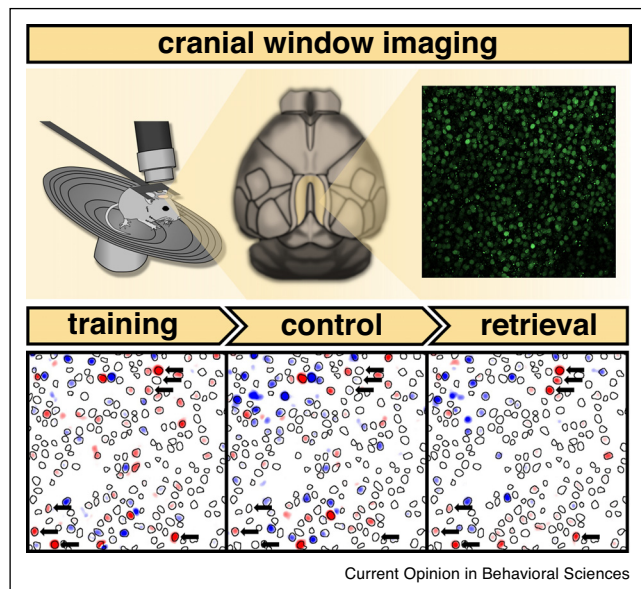 cranial window imaging
training
control
retrieval
Current Opinion in Behavioral Sciences